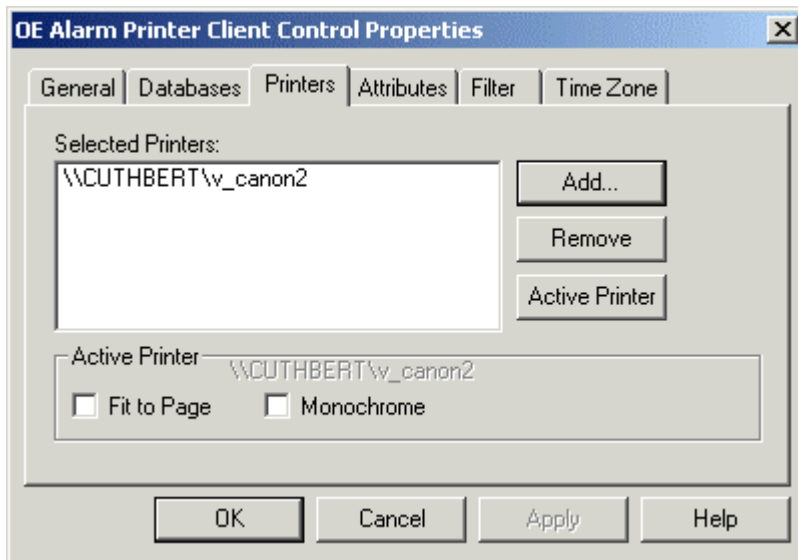 OE Alarm Printer Client Control Properties
General Databases Printers Attributes Filter Time Zone
Selected Printers:
\\CUTHBERT\v_canon2
Add...
Remove
Active Printer
Active Printer
\\CUTHBERT\v_canon2
Fit to Page Monochrome
OK Cancel Apply Help